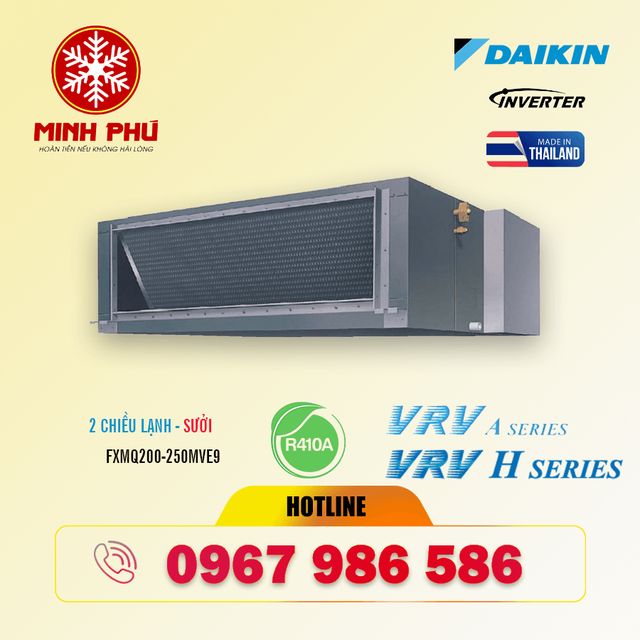 MINH PHÚ
HOÀN TIỀN NẾU KHÔNG HÀI LÒNG
DAIKIN
INVERTER
MADE IN
THAILAND
2 CHIỀU LẠNH - SƯỞI
FXMQ200-250MVE9
R410A
VRV A SERIES
VRV H SERIES
HOTLINE
0967 986 586